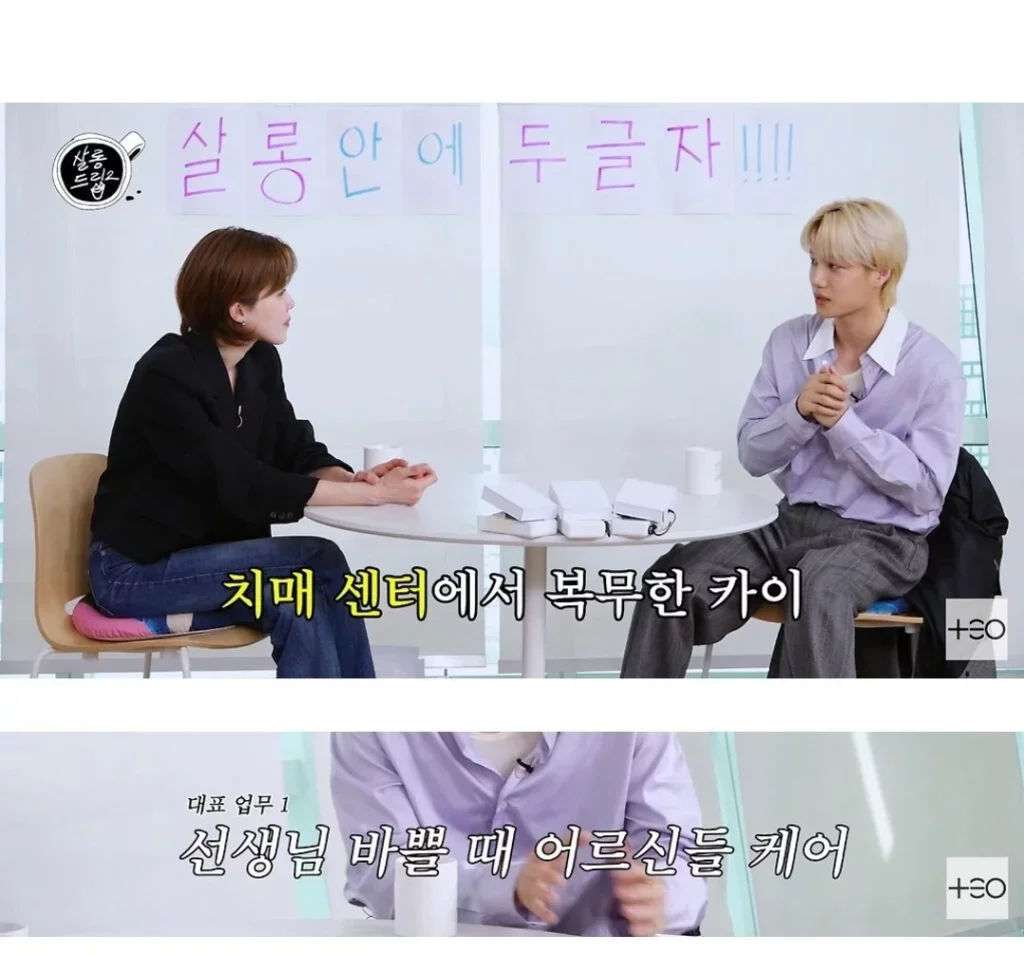 살롱
드립2
살롱안에 두글자!!!!
치매 센터에서 복무한 카이
TEO
대표 업무 1
선생님 바쁠 때 어르신들 케어
TEO